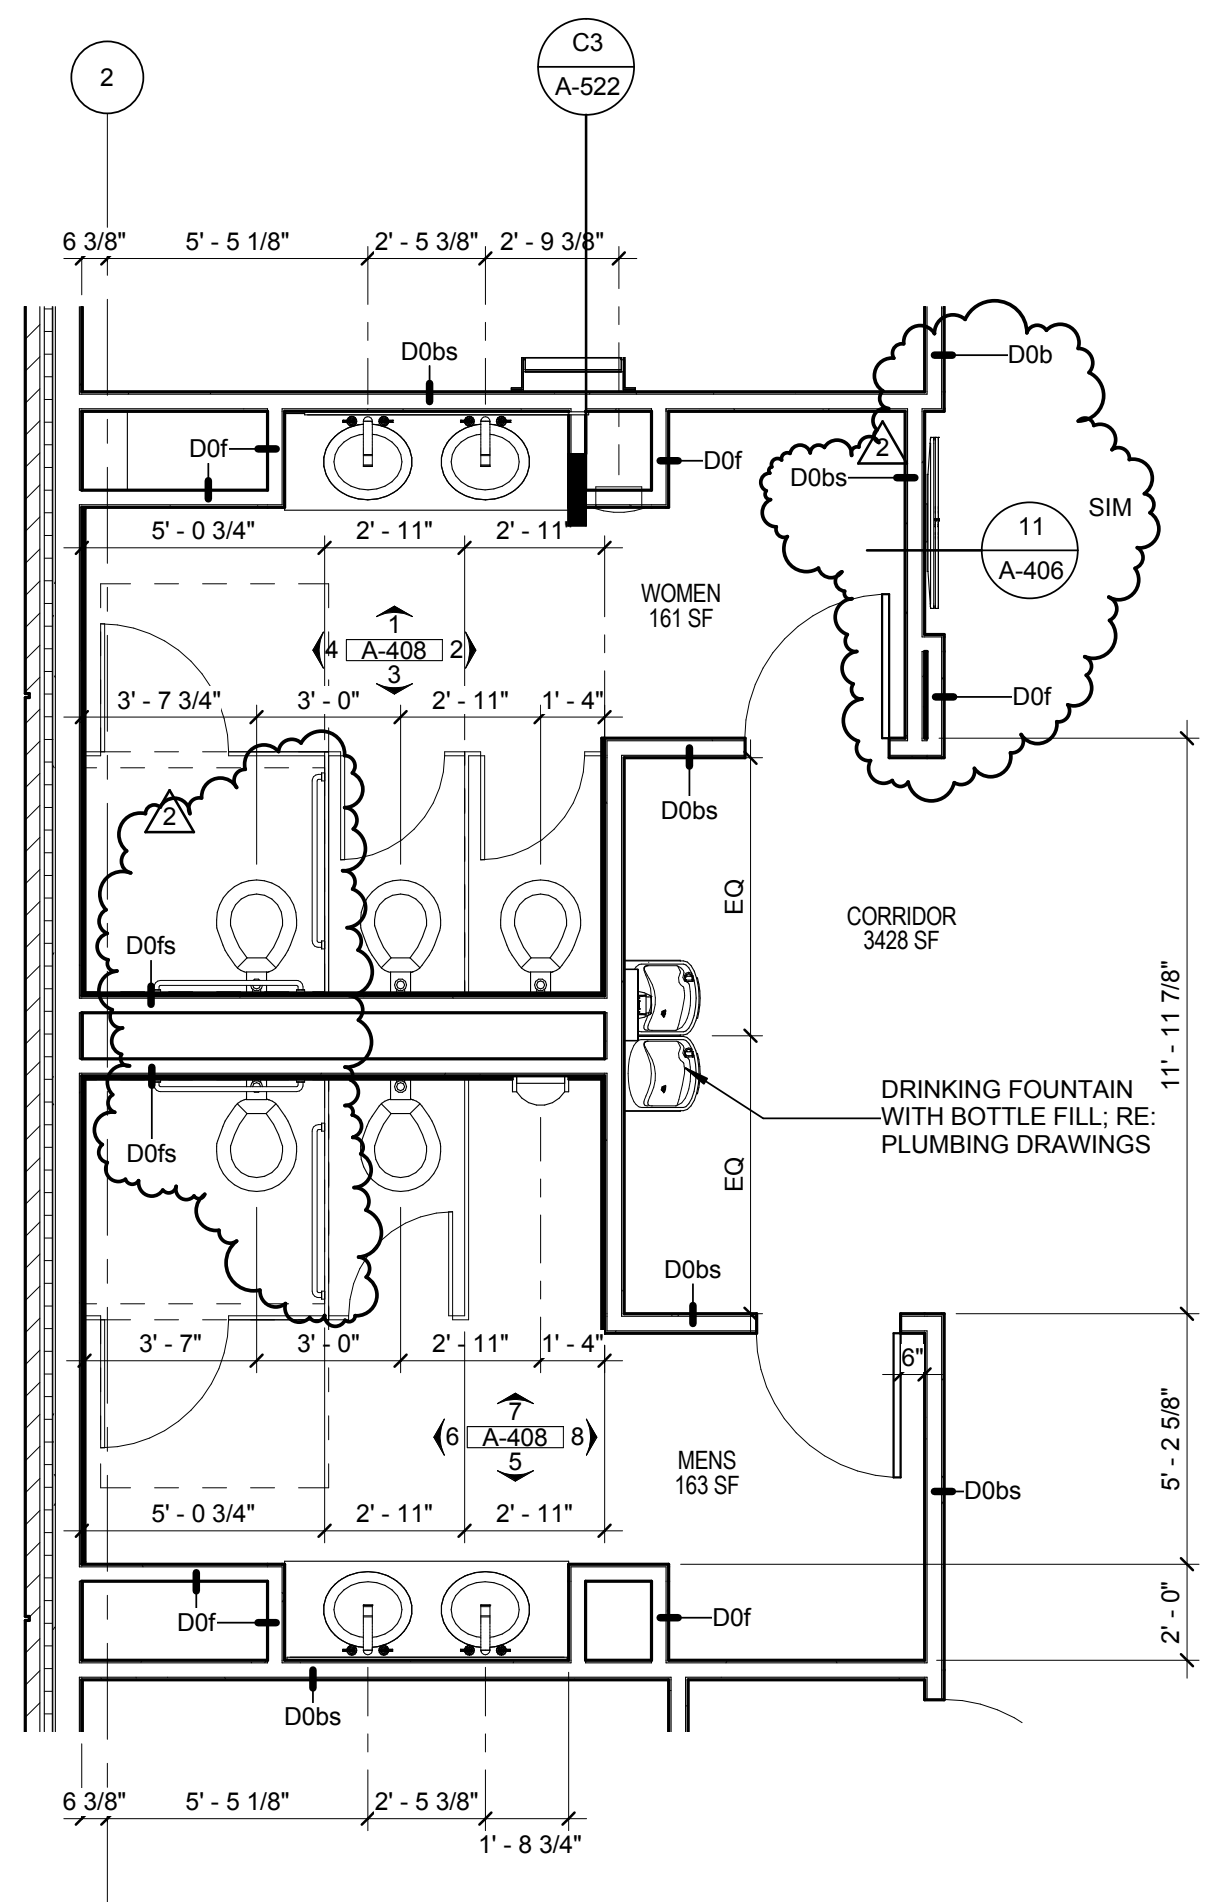 2
C3
A-522
6 3/8"
5' - 5 1/8"
2' - 5 3/8"
2' - 9 3/8"
D0bs
D0b
D0f
D0f
2
D0bs
SIM
11
A-406
5' - 0 3/4"
2' - 11"
2' - 11"
WOMEN
161 SF
1
4 A-408 2
3
D0f
3' - 7 3/4"
3' - 0"
2' - 11"
1' - 4"
2
D0bs
EQ
CORRIDOR
3428 SF
D0fs
11' - 11 7/8"
DRINKING FOUNTAIN
WITH BOTTLE FILL; RE:
PLUMBING DRAWINGS
D0fs
EQ
D0bs
3' - 7"
3' - 0"
2' - 11"
1' - 4"
6"
7
6 A-408 8
5
MENS
163 SF
5' - 2 5/8"
D0bs
5' - 0 3/4"
2' - 11"
2' - 11"
D0f
D0f
2' - 0"
D0bs
6 3/8"
5' - 5 1/8"
2' - 5 3/8"
1' - 8 3/4"